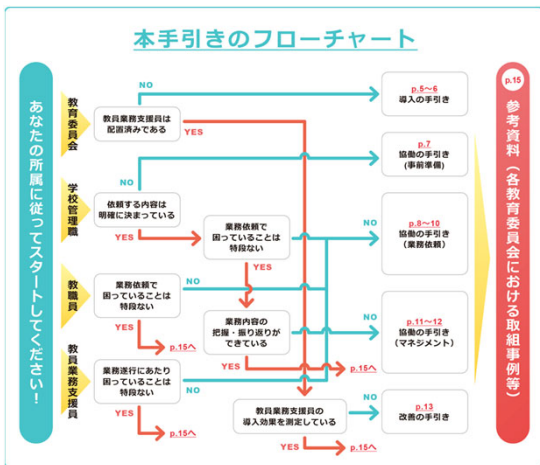 本手引きのフローチャート
あなたの所属に従ってスタートしてください！
教育委員会
教員業務支援員は
配置済みである
NO
YES
p.5～6
導入の手引き
学校管理職
依頼する内容は
明確に決まっている
NO
YES
p.7
協働の手引き
(事前準備)
業務依頼で
困っていることは
特段ない
NO
YES
p.8～10
協働の手引き
(業務依頼)
教職員
業務依頼で
困っていることは
特段ない
NO
YES
p.15へ
業務内容の
把握・振り返りが
できている
NO
YES
p.15へ
p.11～12
協働の手引き
(マネジメント)
教員業務支援員
業務遂行にあたり
困っていることは
特段ない
NO
YES
p.15へ
教員業務支援員の
導入効果を測定している
NO
YES
p.15へ
p.13
改善の手引き
p.15
参考資料（各教育委員会における取組事例等）